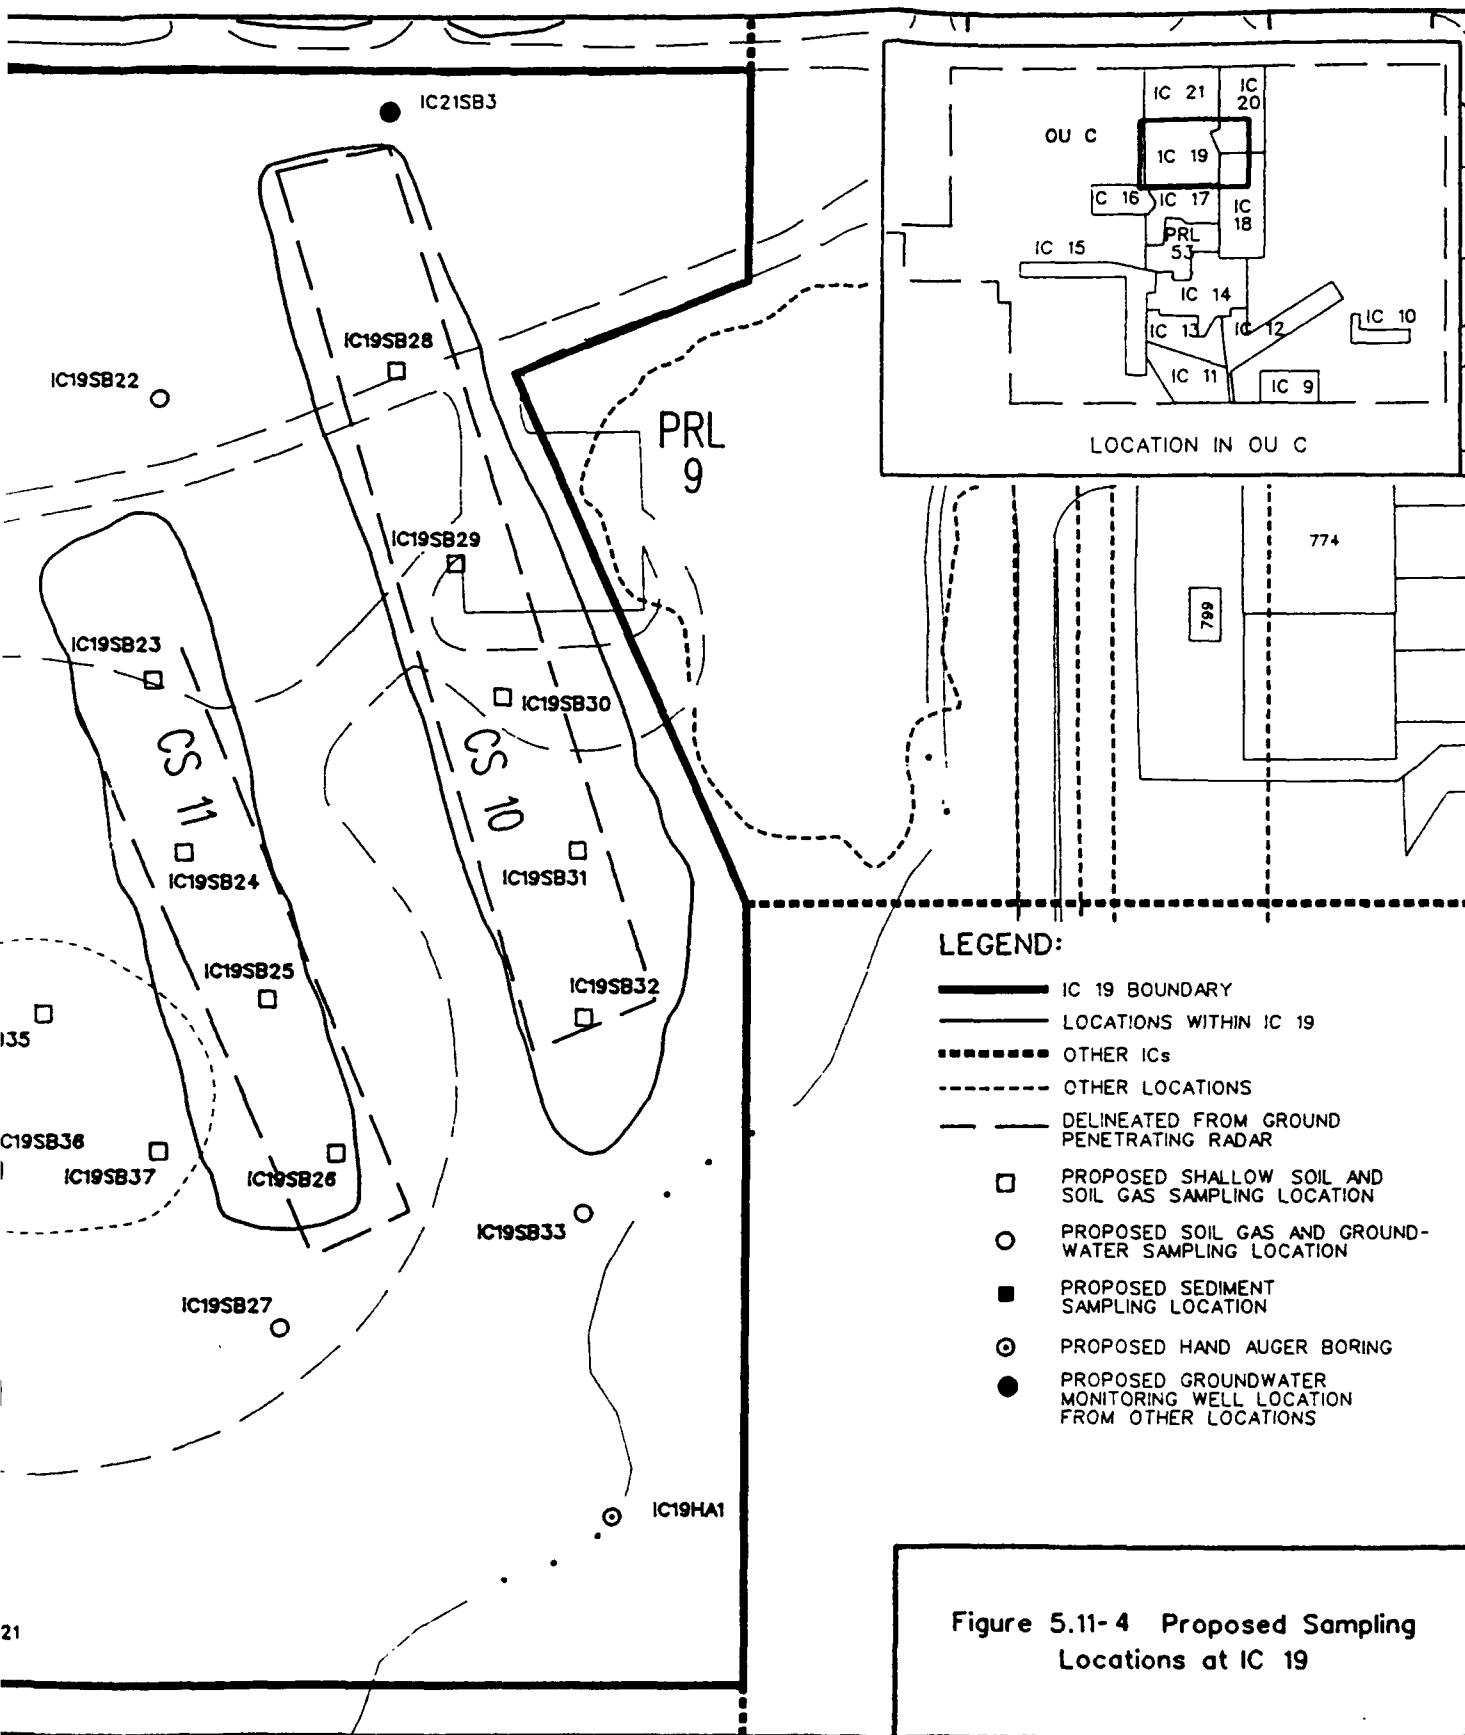 IC21SB3
IC 21
IC
20
OU C
IC 19
IC 16
IC 17
IC
18
PRL
53
IC 15
IC 14
IC 13
IC 12
IC 10
IC 11
IC 9
LOCATION IN OU C
IC19SB28
IC19SB22
PRL
9
IC19SB29
774
799
IC19SB23
IC19SB30
CS 11
CS 10
IC19SB24
IC19SB31
IC19SB25
IC19SB32
B35
C19SB36
IC19SB37
IC19SB26
IC19SB33
IC19SB27
IC19HA1
21
LEGEND:
IC 19 BOUNDARY
LOCATIONS WITHIN IC 19
OTHER ICs
OTHER LOCATIONS
DELINEATED FROM GROUND
PENETRATING RADAR
PROPOSED SHALLOW SOIL AND
SOIL GAS SAMPLING LOCATION
PROPOSED SOIL GAS AND GROUND-
WATER SAMPLING LOCATION
PROPOSED SEDIMENT
SAMPLING LOCATION
PROPOSED HAND AUGER BORING
PROPOSED GROUNDWATER
MONITORING WELL LOCATION
FROM OTHER LOCATIONS
Figure 5.11-4 Proposed Sampling
Locations at IC 19